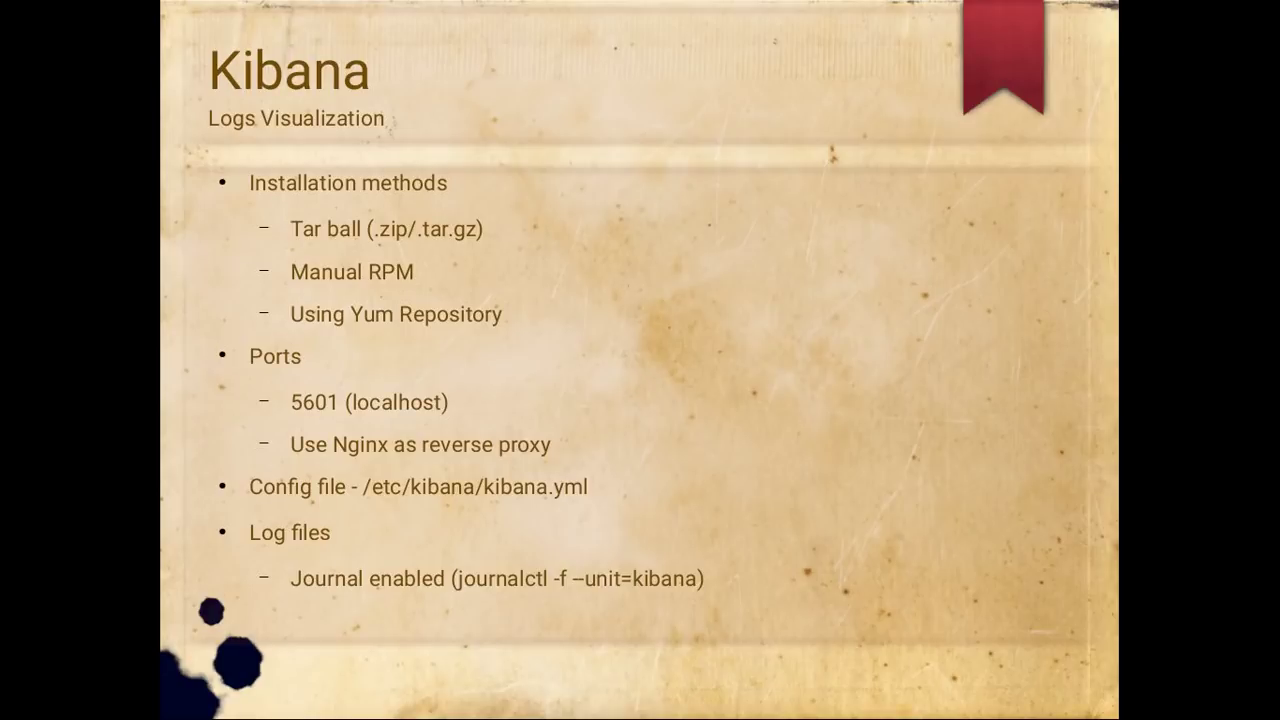 Kibana
Logs Visualization
• Installation methods
– Tar ball (.zip/.tar.gz)
– Manual RPM
– Using Yum Repository
• Ports
– 5601 (localhost)
– Use Nginx as reverse proxy
• Config file - /etc/kibana/kibana.yml
• Log files
– Journal enabled (journalctl -f –unit=kibana)